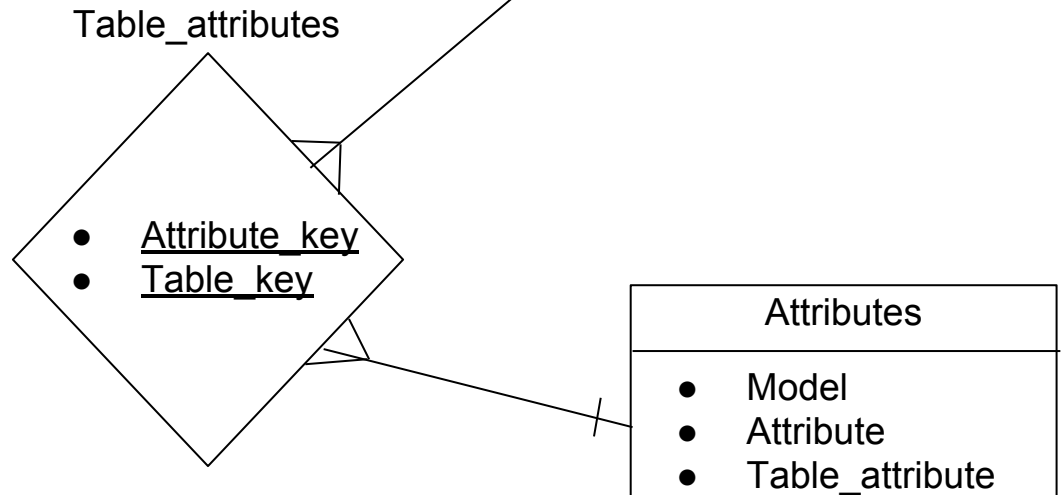 Table_attributes
● Attribute_key
● Table_key
Attributes
● Model
● Attribute
● Table_attribute